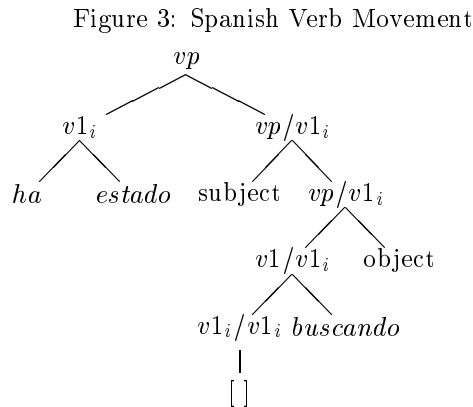 Figure 3: Spanish Verb Movement
vp
v1ᵢ vp/v1ᵢ
ha estado subject vp/v1ᵢ
v1/v1ᵢ object
v1ᵢ/v1ᵢ buscando
[ ]